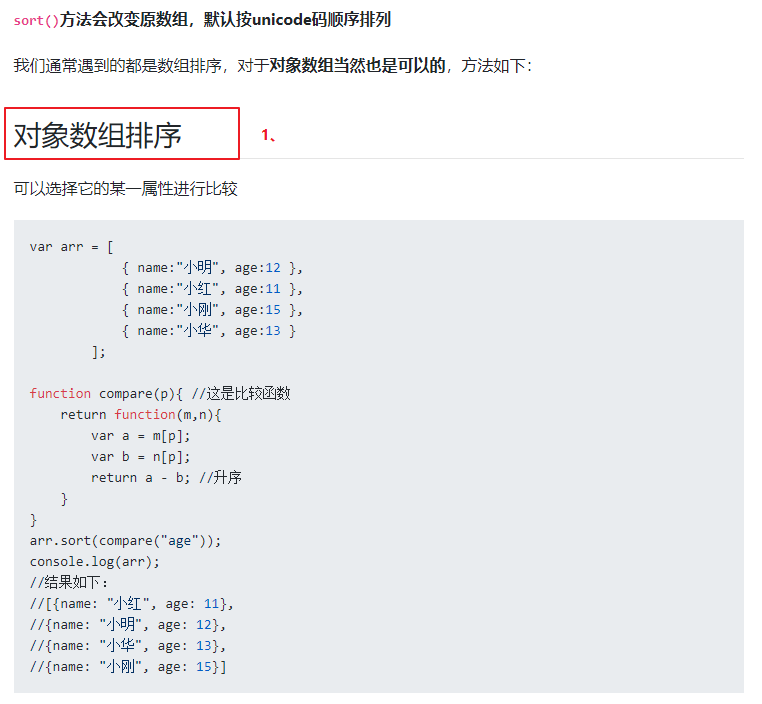 sort()方法会改变原数组，默认按unicode码顺序排列
我们通常遇到的都是数组排序，对于对象数组当然也是可以的，方法如下：
对象数组排序 1、
可以选择它的某一属性进行比较
var arr = [
            { name:"小明", age:12 },
            { name:"小红", age:11 },
            { name:"小刚", age:15 },
            { name:"小华", age:13 }
        ];
function compare(p){ //这是比较函数
    return function(m,n){
        var a = m[p];
        var b = n[p];
        return a - b; //升序
    }
}
arr.sort(compare("age"));
console.log(arr);
//结果如下：
//[{name: "小红", age: 11},
//{name: "小明", age: 12},
//{name: "小华", age: 13},
//{name: "小刚", age: 15}]